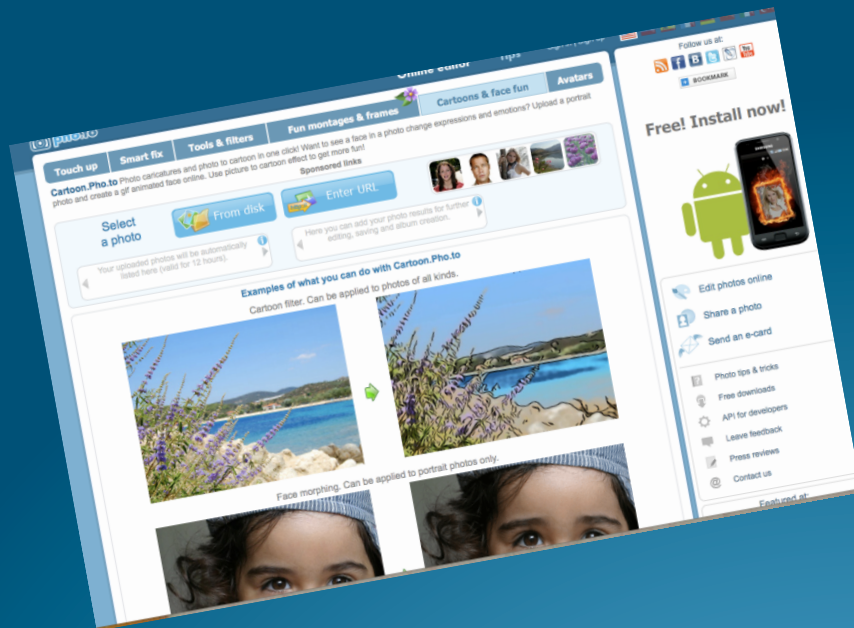 Online editor
Tips
pho.to
Touch up
Smart fix
Tools & filters
Fun montages & frames
Cartoons & face fun
Avatars
Cartoon.Pho.to Photo caricatures and photo to cartoon in one click! Want to see a face in a photo change expressions and emotions? Upload a portrait
photo and create a gif animated face online. Use picture to cartoon effect to get more fun!
Sponsored links
Select
a photo
From disk
Enter URL
Your uploaded photos will be automatically
listed here (valid for 12 hours).
Here you can add your photo results for further
editing, saving and album creation.
Examples of what you can do with Cartoon.Pho.to
Cartoon filter. Can be applied to photos of all kinds.
Face morphing. Can be applied to portrait photos only.
Follow us at:
BOOKMARK
Free! Install now!
SAMSUNG
Edit photos online
Share a photo
Send an e-card
Photo tips & tricks
Free downloads
API for developers
Leave feedback
Press reviews
Contact us
Featured at: